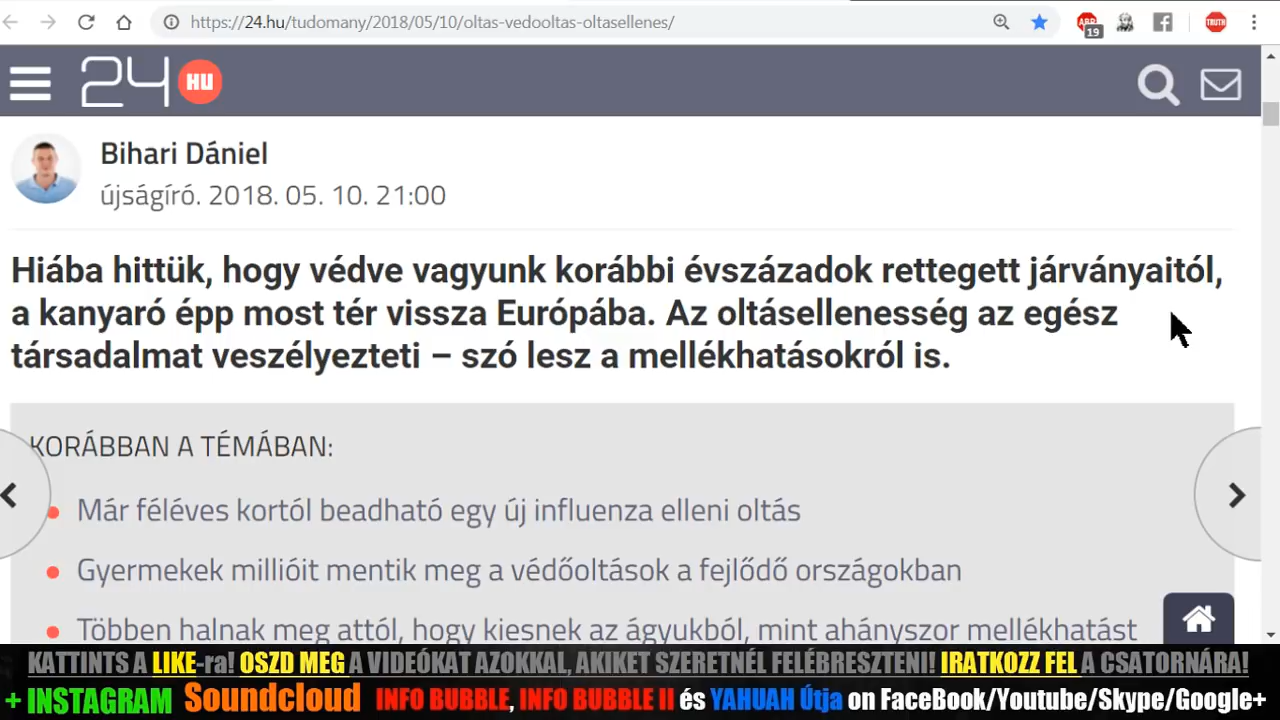 https://24.hu/tudomany/2018/05/10/oltas-vedooltas-oltasellenes/
ABP
19
TRUTH
24 HU
Bihari Dániel
újságíró. 2018. 05. 10. 21:00
Hiába hittük, hogy védve vagyunk korábbi évszázadok rettegett járványaitól,
a kanyaró épp most tér vissza Európába. Az oltásellenesség az egész
társadalmat veszélyezteti – szó lesz a mellékhatásokról is.
KORÁBBAN A TÉMÁBAN:
Már féléves kortól beadható egy új influenza elleni oltás
Gyermekek millióit mentik meg a védőoltások a fejlődő országokban
Többen halnak meg attól, hogy kiesnek az ágyukból, mint ahányszor mellékhatást
KATTINTS A LIKE-ra! OSZD MEG A VIDEÓKAT AZOKKAL, AKIKET SZERETNÉL FELÉBRESZTENI! IRATKOZZ FEL A CSATORNÁRA!
+ INSTAGRAM Soundcloud INFO BUBBLE, INFO BUBBLE II és YAHUAH Útja on FaceBook/Youtube/Skype/Google+